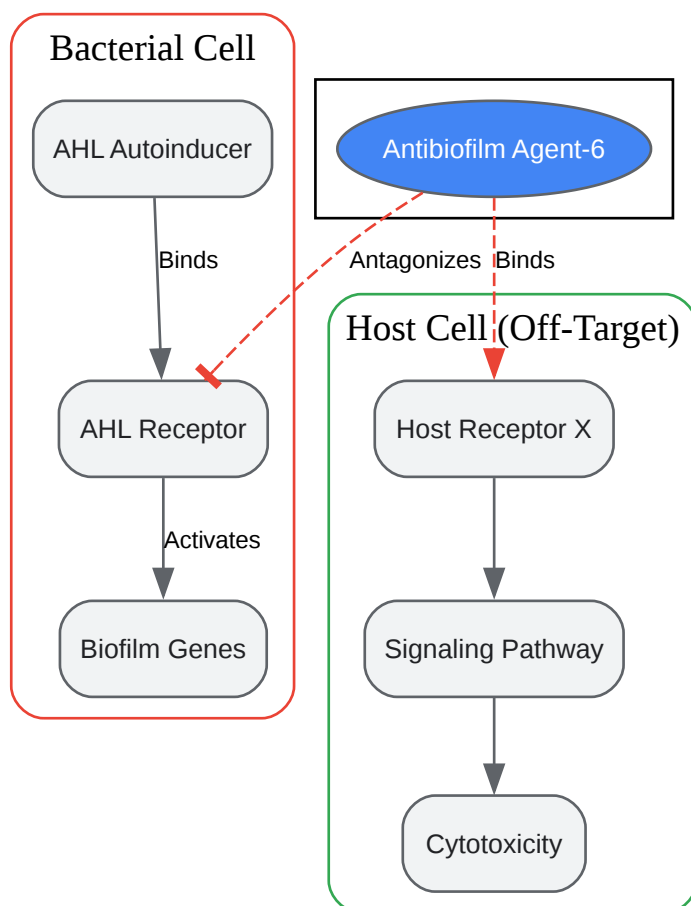 Bacterial Cell
AHL Autoinducer
Antibiofilm Agent-6
Binds
Antagonizes
Binds
Host Cell (Off-Target)
AHL Receptor
Host Receptor X
Activates
Biofilm Genes
Signaling Pathway
Cytotoxicity